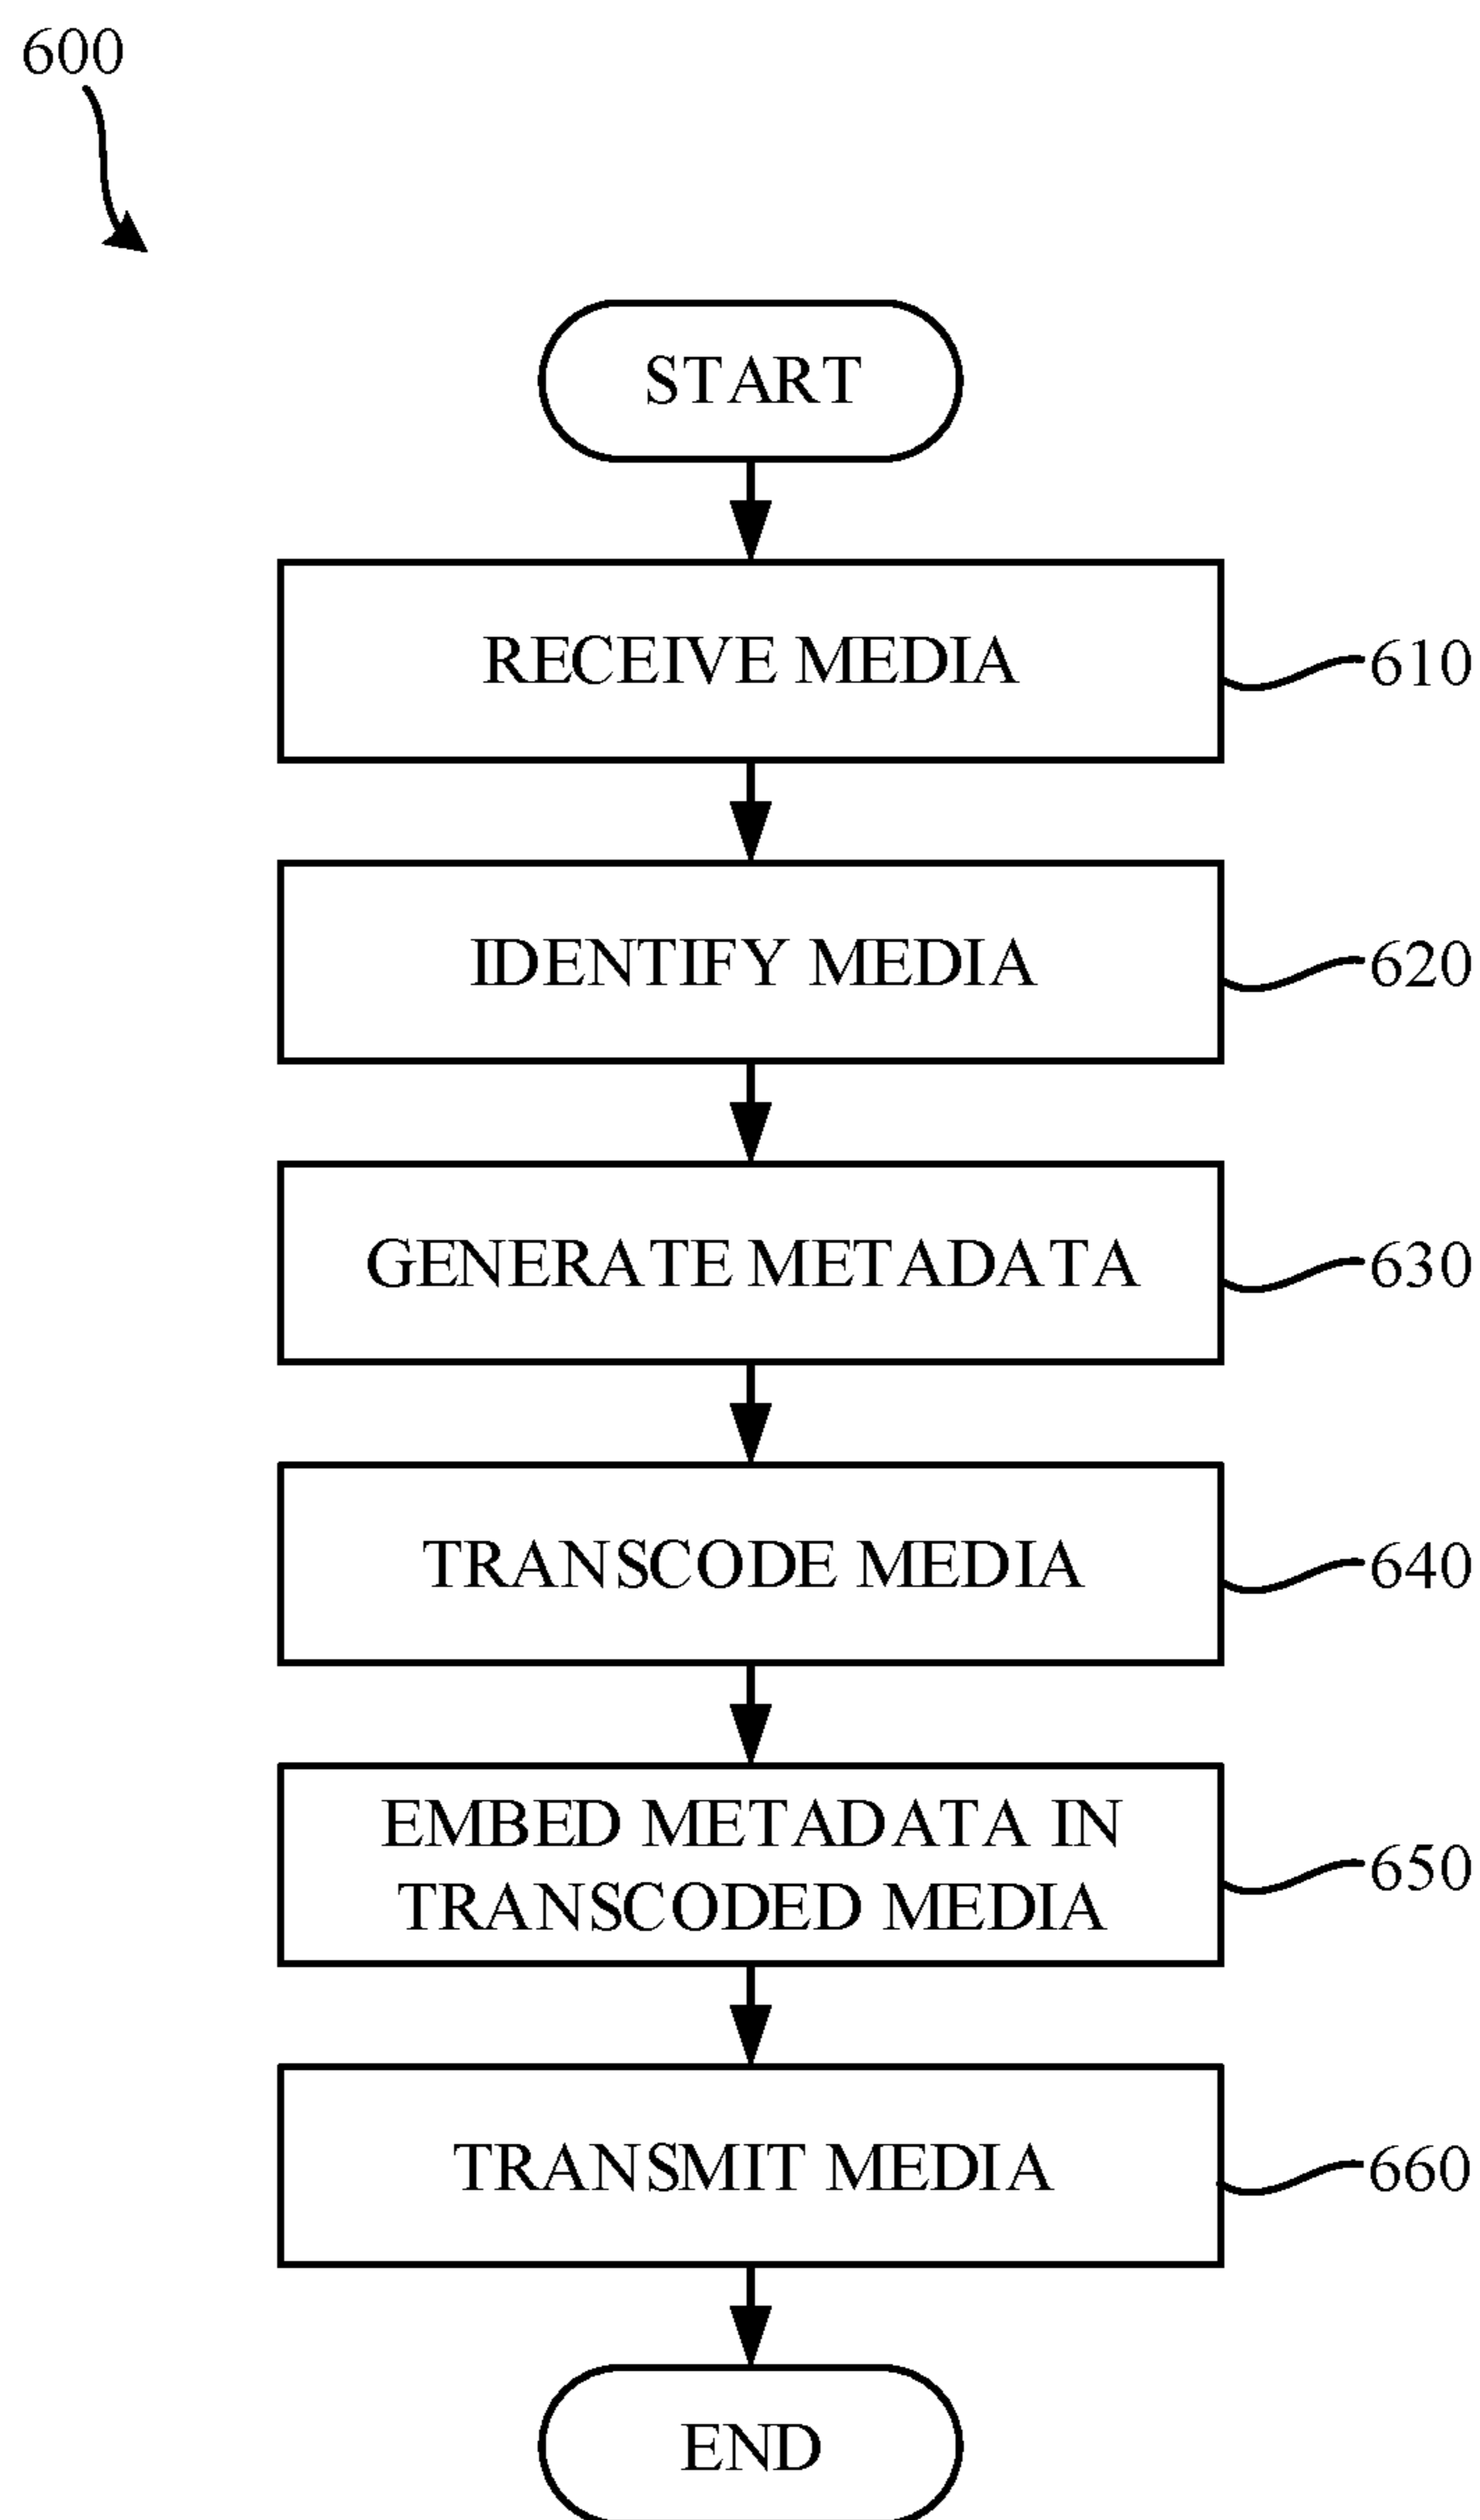 600
START
RECEIVE MEDIA
610
IDENTIFY MEDIA
620
GENERATE METADATA
630
TRANSCODE MEDIA
640
EMBED METADATA IN
TRANSCODED MEDIA
650
TRANSMIT MEDIA
660
END